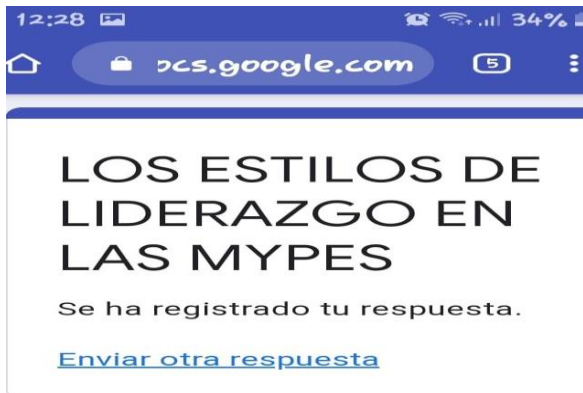 12:28 34%
ocs.google.com 5
LOS ESTILOS DE
LIDERAZGO EN
LAS MYPES
Se ha registrado tu respuesta.
Enviar otra respuesta